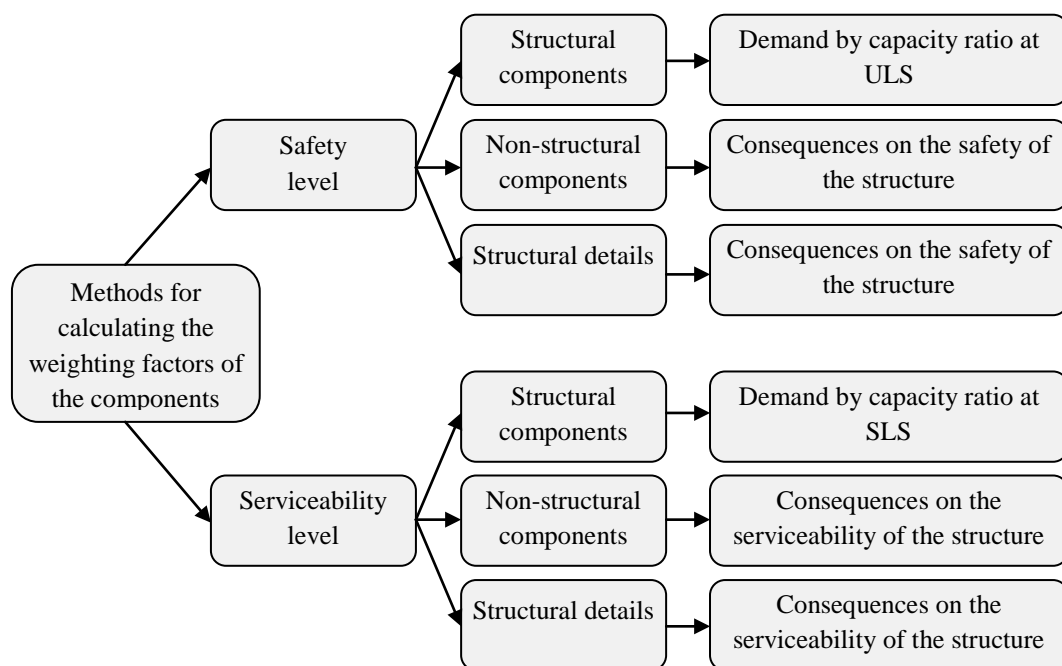 Methods for
calculating the
weighting factors of
the components
Safety
level
Structural
components
Demand by capacity ratio at
ULS
Non-structural
components
Consequences on the safety of
the structure
Structural details
Consequences on the safety of
the structure
Serviceability
level
Structural
components
Demand by capacity ratio at
SLS
Non-structural
components
Consequences on the
serviceability of the structure
Structural details
Consequences on the
serviceability of the structure